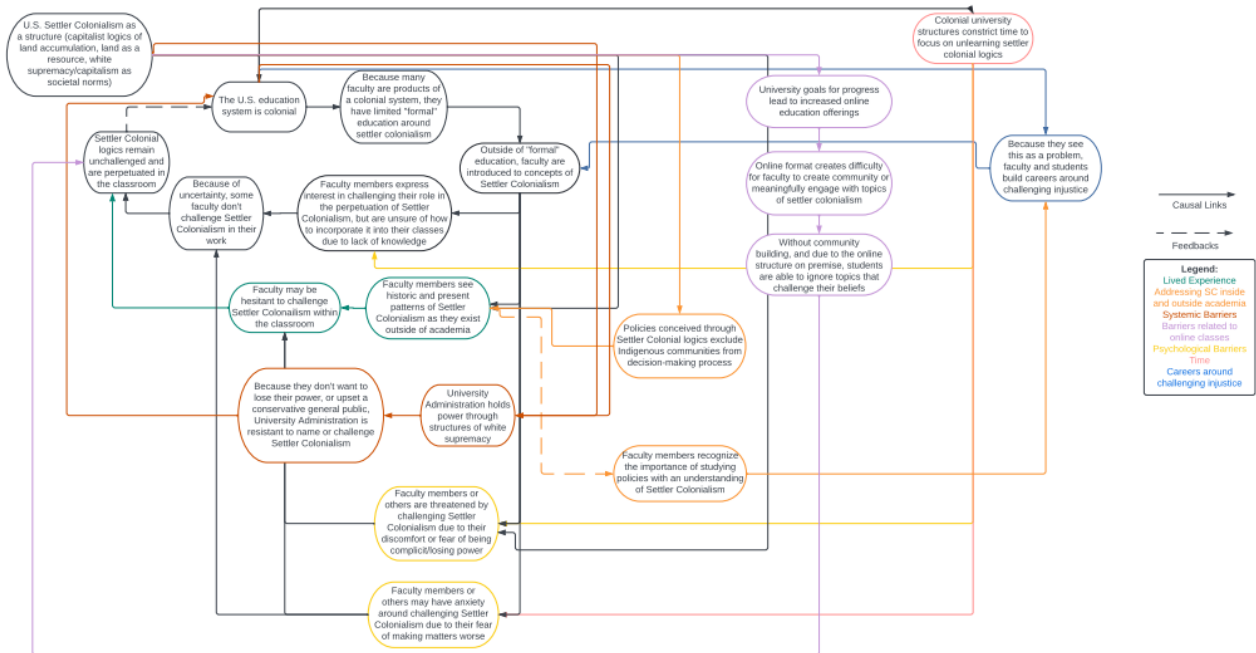 U.S. Settler Colonialism as
a structure (capitalist logics of
land accumulation, land as a
resource, white
supremacy/capitalism as
societal norms)
Colonial university
structures constrict time to
focus on unlearning settler
colonial logics
The U.S. education
system is colonial
Because many
faculty are products of
a colonial system, they
have limited "formal"
education around
settler colonialism
University goals for progress
lead to increased online
education offerings
Settler Colonial
logics remain
unchallenged and
are perpetuated in
the classroom
Outside of "formal"
education, faculty are
introduced to concepts of
Settler Colonialism
Online format creates difficulty
for faculty to create community or
meaningfully engage with topics
of settler colonialism
Because they see
this as a problem,
faculty and students
build careers around
challenging injustice
Because of
uncertainty, some
faculty don't
challenge Settler
Colonialism in their
work
Faculty members express
interest in challenging their role in
the perpetuation of Settler
Colonialism, but are unsure of how
to incorporate it into their classes
due to lack of knowledge
Without community
building, and due to the online
structure on premise, students
are able to ignore topics that
challenge their beliefs
Causal Links
Feedbacks
Legend:
Lived Experience
Addressing SC inside
and outside academia
Systemic Barriers
Barriers related to
online classes
Psychological Barriers
Time
Careers around
challenging injustice
Faculty may be
hesitant to challenge
Settler Colonailism within
the classroom
Faculty members see
historic and present
patterns of Settler
Colonialism as they exist
outside of academia
Policies conceived through
Settler Colonial logics exclude
Indigenous communities from
decision-making process
Because they don't want to
lose their power, or upset a
conservative general public,
University Administration is
resistant to name or challenge
Settler Colonialism
University
Administration holds
power through
structures of white
supremacy
Faculty members recognize
the importance of studying
policies with an understanding
of Settler Colonialism
Faculty members or
others are threatened by
challenging Settler
Colonialism due to their
discomfort or fear of being
complicit/losing power
Faculty members or
others may have anxiety
around challenging Settler
Colonialism due to their fear
of making matters worse